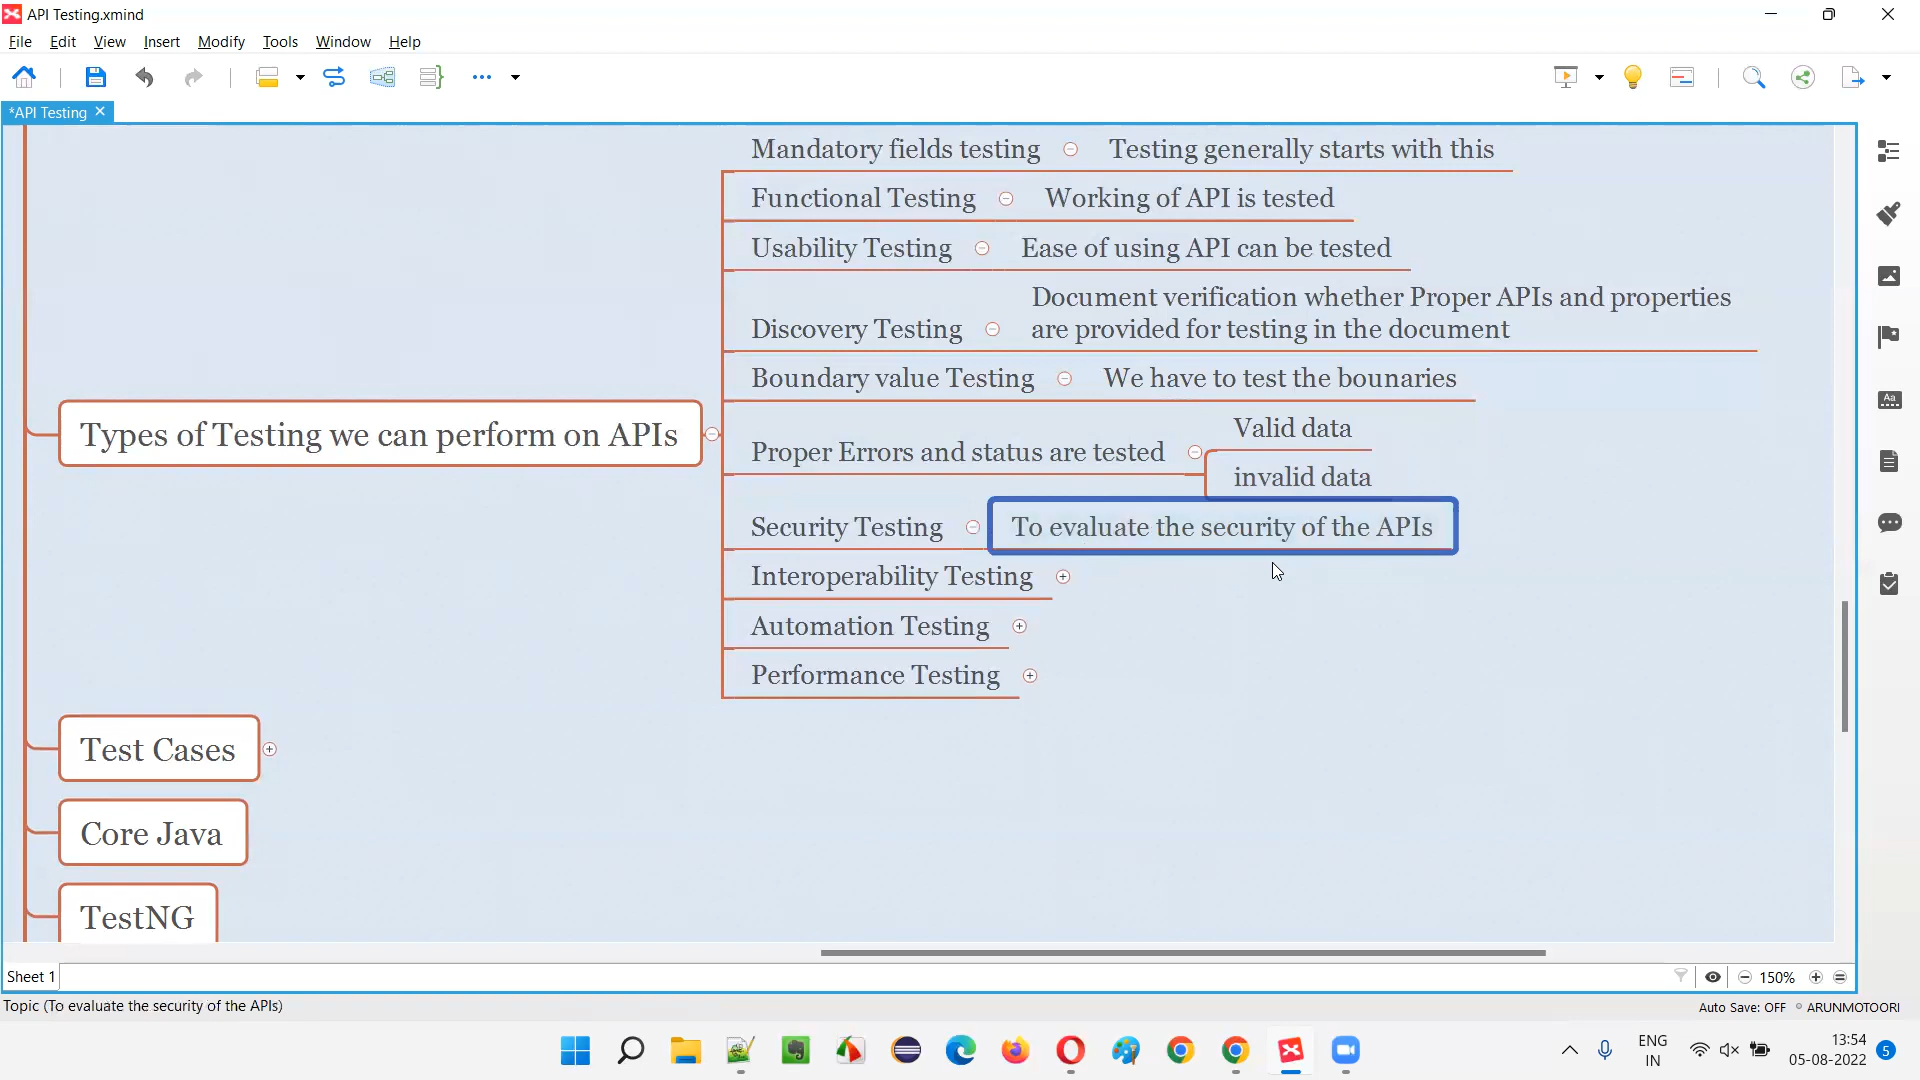 API Testing.xmind
File Edit View Insert Modify Tools Window Help
*API Testing
Mandatory fields testing Testing generally starts with this
Functional Testing Working of API is tested
Usability Testing Ease of using API can be tested
Discovery Testing Document verification whether Proper APIs and properties
are provided for testing in the document
Boundary value Testing We have to test the bounaries
Types of Testing we can perform on APIs
Proper Errors and status are tested
Valid data
invalid data
Security Testing To evaluate the security of the APIs
Interoperability Testing
Automation Testing
Performance Testing
Test Cases
Core Java
TestNG
Sheet 1
150%
Topic (To evaluate the security of the APIs)
Auto Save: OFF ARUNMOTOORI
Aa
ENG
IN
13:54
05-08-2022
5